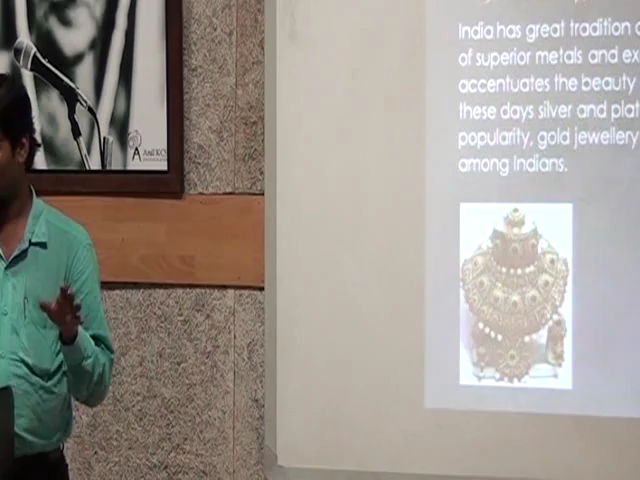 India has great tradition
of superior metals and
accentuates the beauty
these days silver and
popularity, gold jewellery
among Indians.